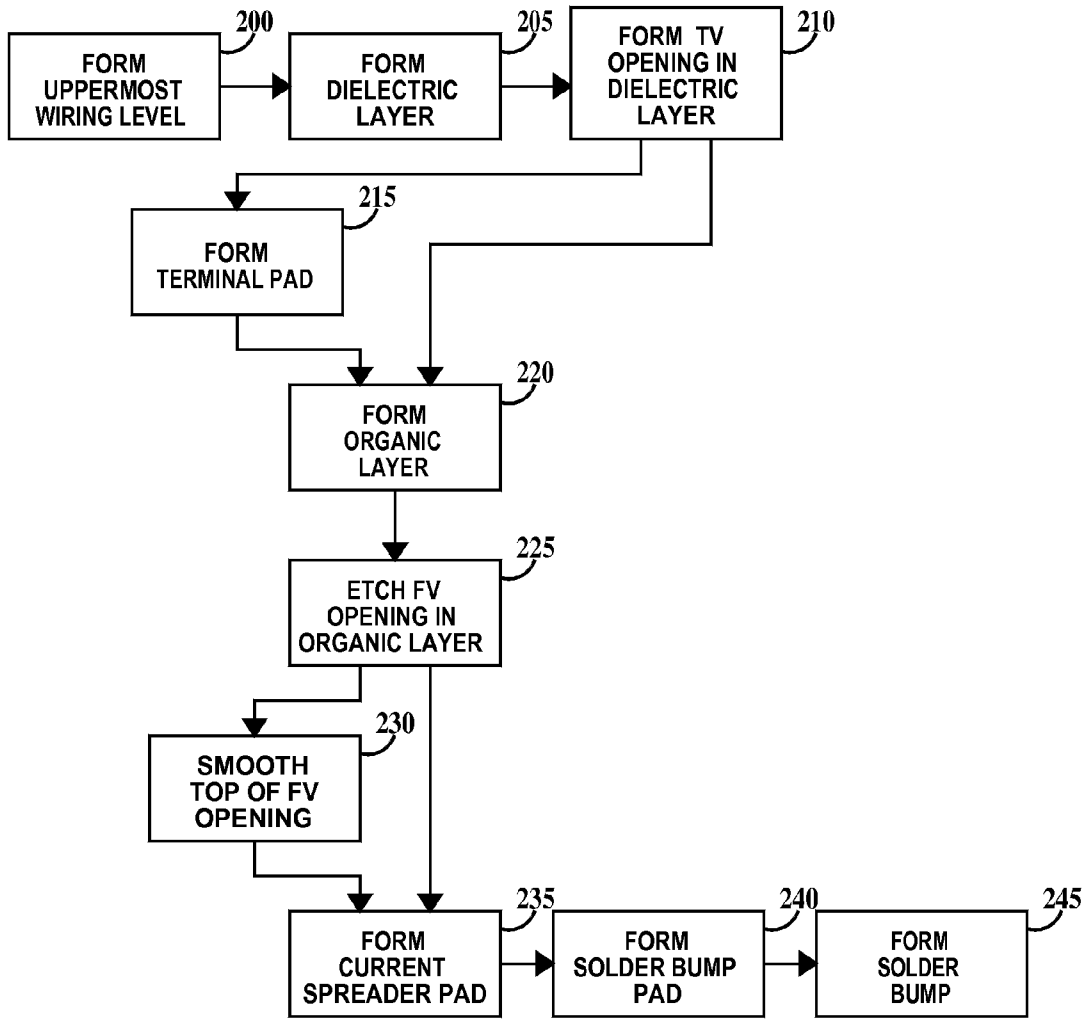 200
FORM
UPPERMOST
WIRING LEVEL
205
FORM
DIELECTRIC
LAYER
210
FORM TV
OPENING IN
DIELECTRIC
LAYER
215
FORM
TERMINAL PAD
220
FORM
ORGANIC
LAYER
225
ETCH FV
OPENING IN
ORGANIC LAYER
230
SMOOTH
TOP OF FV
OPENING
235
FORM
CURRENT
SPREADER PAD
240
FORM
SOLDER BUMP
PAD
245
FORM
SOLDER
BUMP